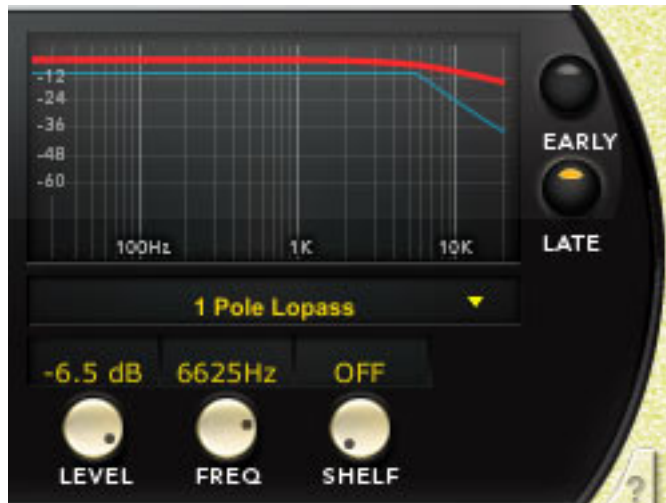 -12
-24
-36
-48
-60
100Hz 1K 10K
EARLY
LATE
1 Pole Lopass
-6.5 dB 6625Hz OFF
LEVEL FREQ SHELF
?